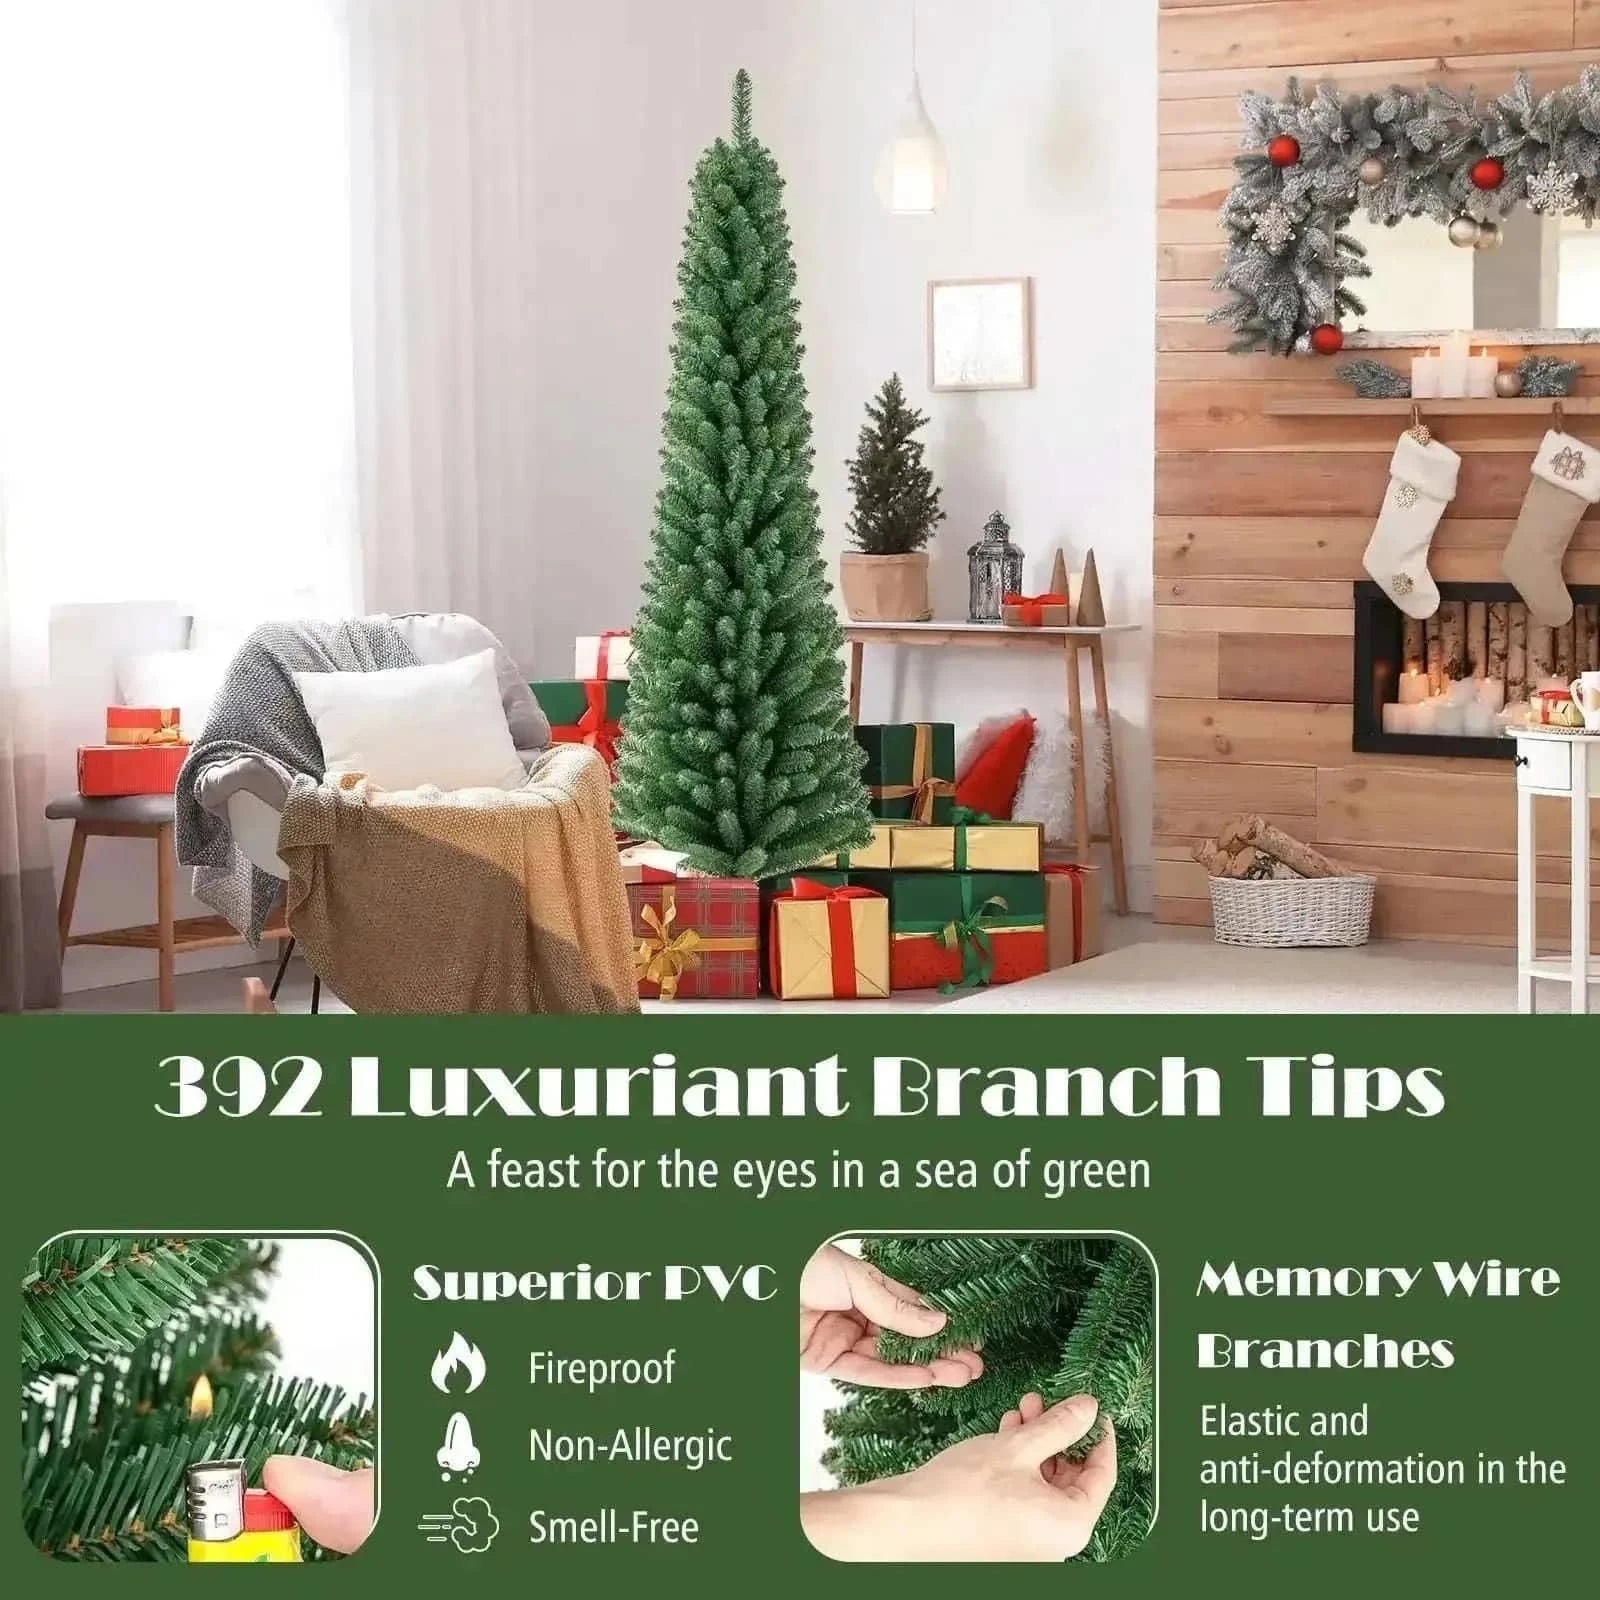 392 Luxuriant Branch Tips
A feast for the eyes in a sea of green
Superior PVC
Fireproof
Non-Allergic
Smell-Free
Memory Wire
Branches
Elastic and
anti-deformation in the
long-term use